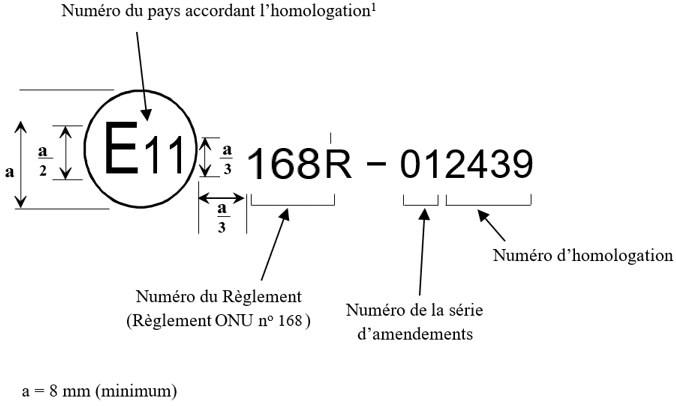 Numéro du pays accordant l’homologation¹
a
a
2
E11
a
3
168R – 012439
a
3
Numéro d’homologation
Numéro du Règlement
(Règlement ONU nº 168 )
Numéro de la série
d’amendements
a = 8 mm (minimum)